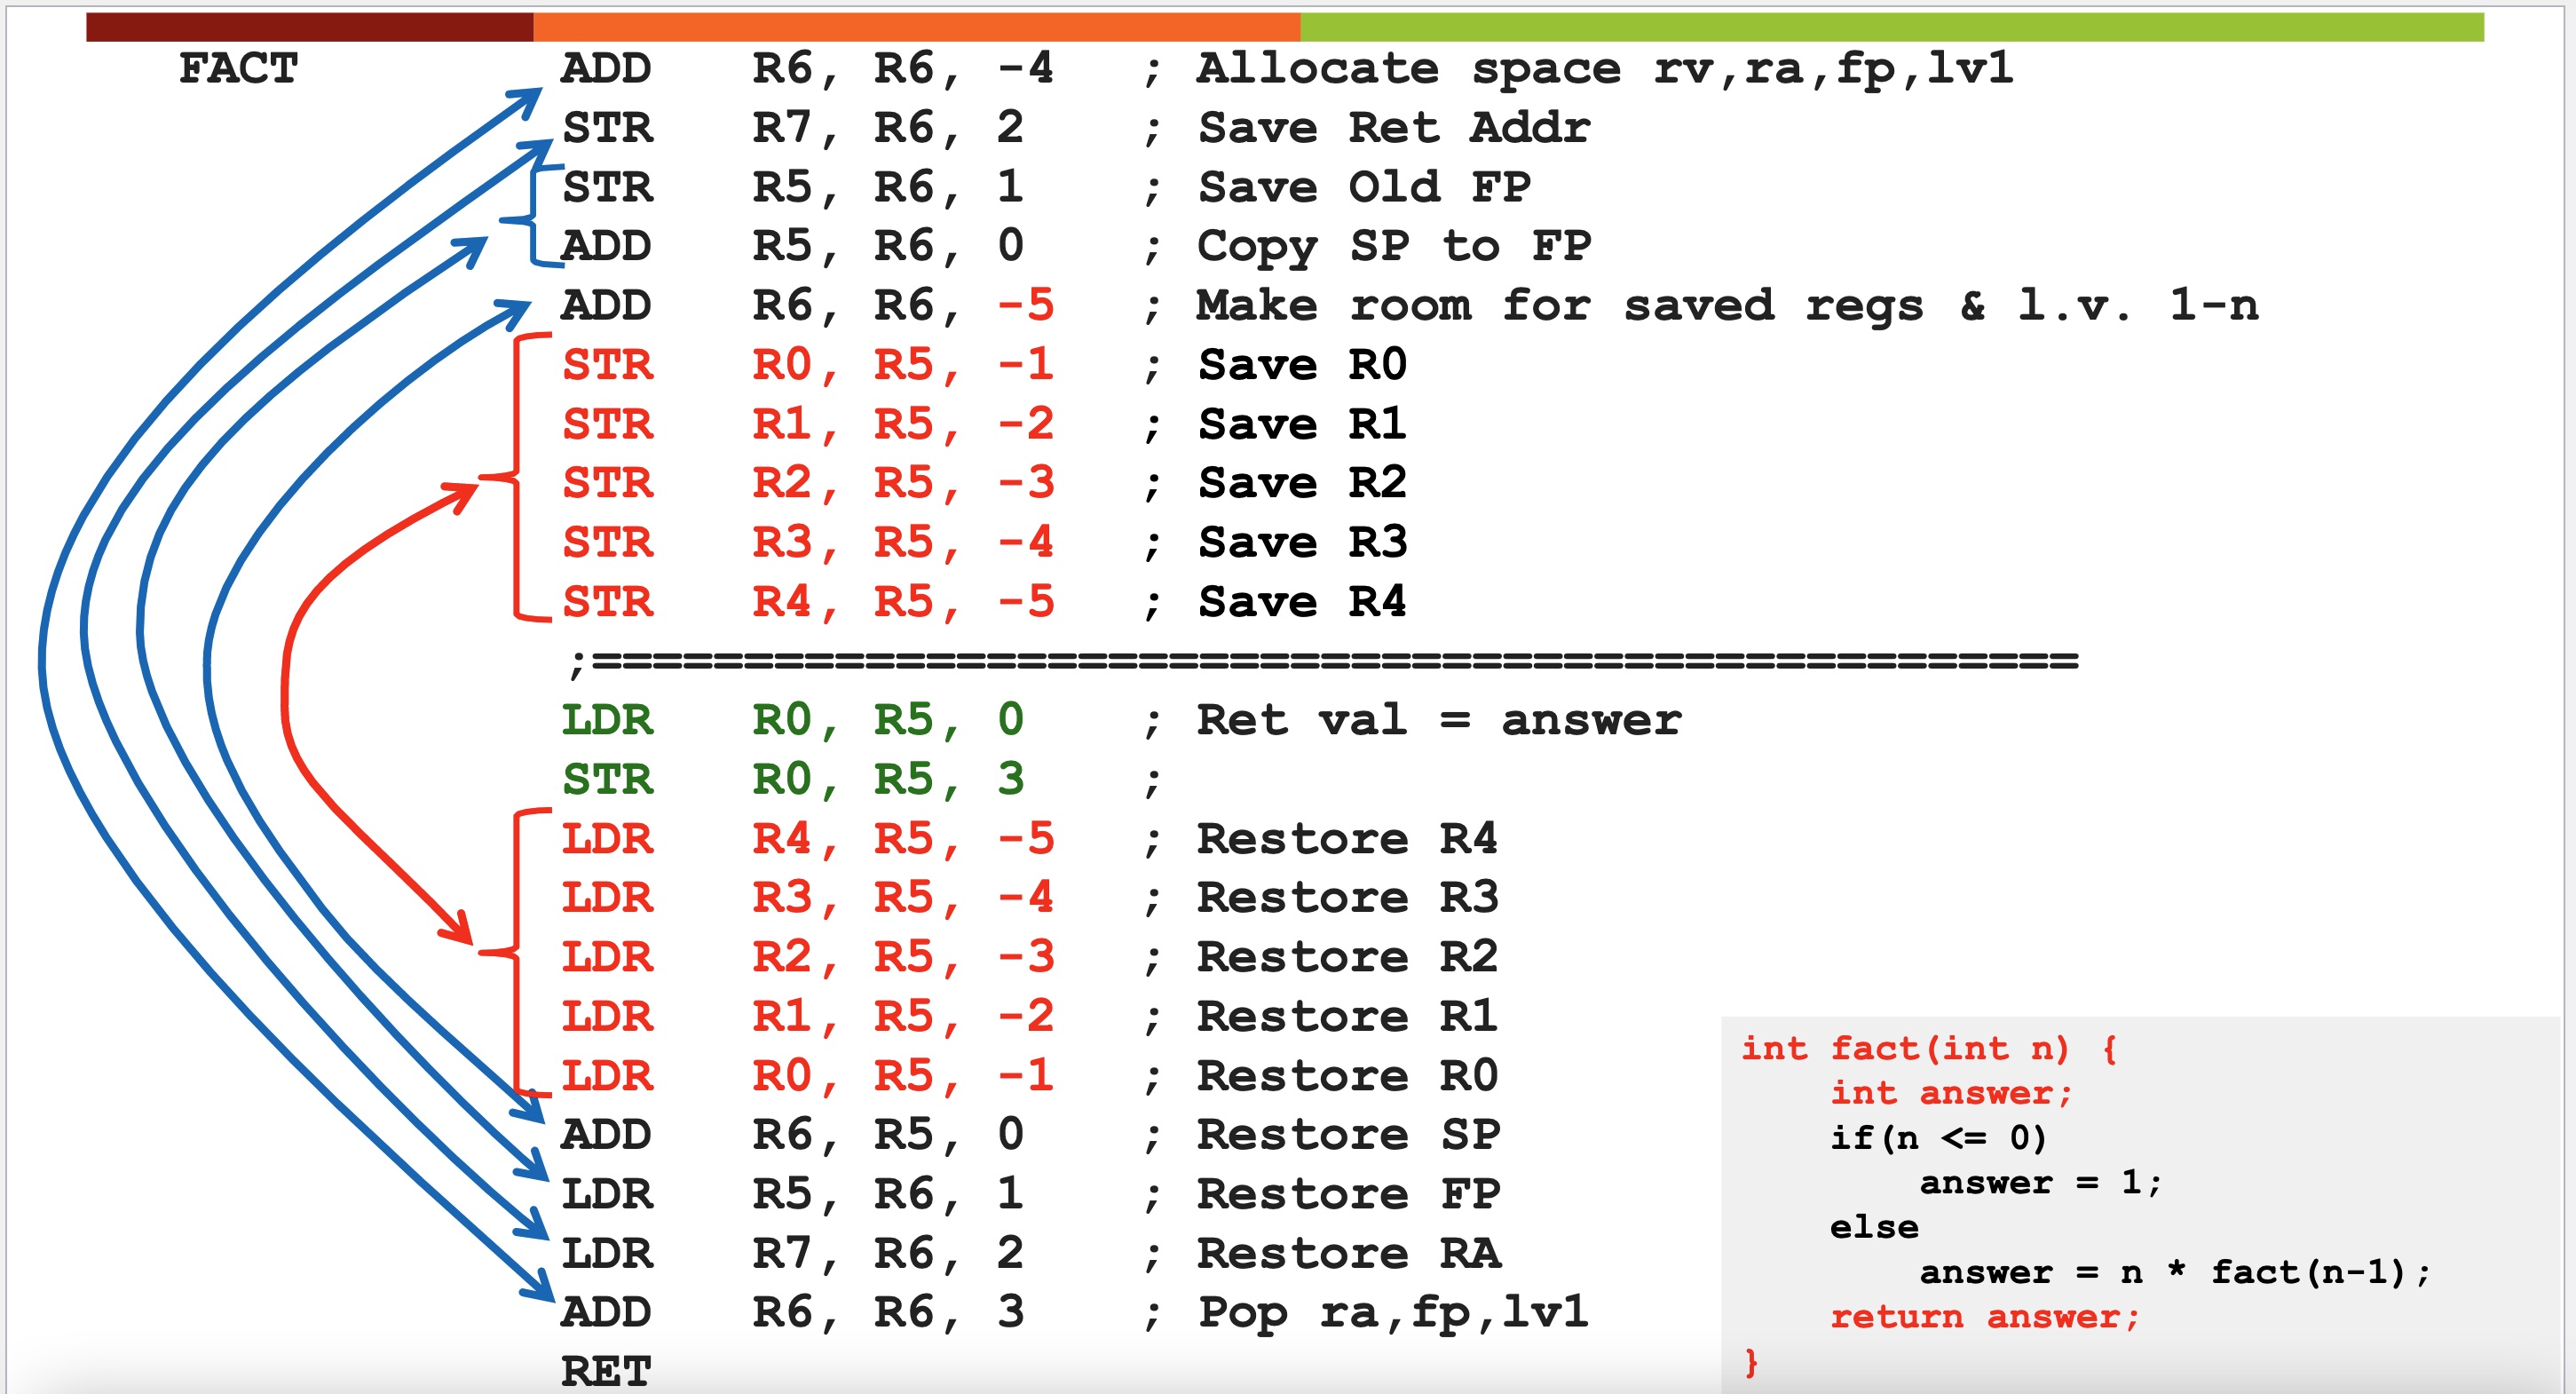 FACT ADD R6, R6, -4 ; Allocate space rv,ra,fp,lv1
STR R7, R6, 2 ; Save Ret Addr
STR R5, R6, 1 ; Save Old FP
ADD R5, R6, 0 ; Copy SP to FP
ADD R6, R6, -5 ; Make room for saved regs & l.v. 1-n
STR R0, R5, -1 ; Save R0
STR R1, R5, -2 ; Save R1
STR R2, R5, -3 ; Save R2
STR R3, R5, -4 ; Save R3
STR R4, R5, -5 ; Save R4
;=================================================
LDR R0, R5, 0 ; Ret val = answer
STR R0, R5, 3 ;
LDR R4, R5, -5 ; Restore R4
LDR R3, R5, -4 ; Restore R3
LDR R2, R5, -3 ; Restore R2
LDR R1, R5, -2 ; Restore R1
LDR R0, R5, -1 ; Restore R0
ADD R6, R5, 0 ; Restore SP
LDR R5, R6, 1 ; Restore FP
LDR R7, R6, 2 ; Restore RA
ADD R6, R6, 3 ; Pop ra,fp,lv1
RET
int fact(int n) {
int answer;
if(n <= 0)
answer = 1;
else
answer = n * fact(n-1);
return answer;
}